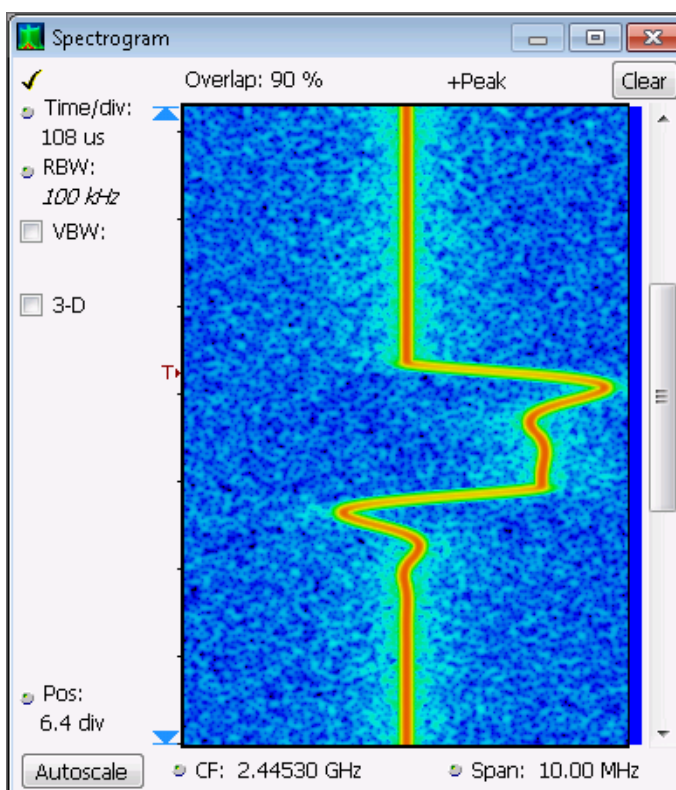 Spectrogram
Overlap: 90 %
+Peak
Clear
Time/div:
108 us
RBW:
100 kHz
VBW:
3-D
T
Pos:
6.4 div
Autoscale
CF: 2.44530 GHz
Span: 10.00 MHz